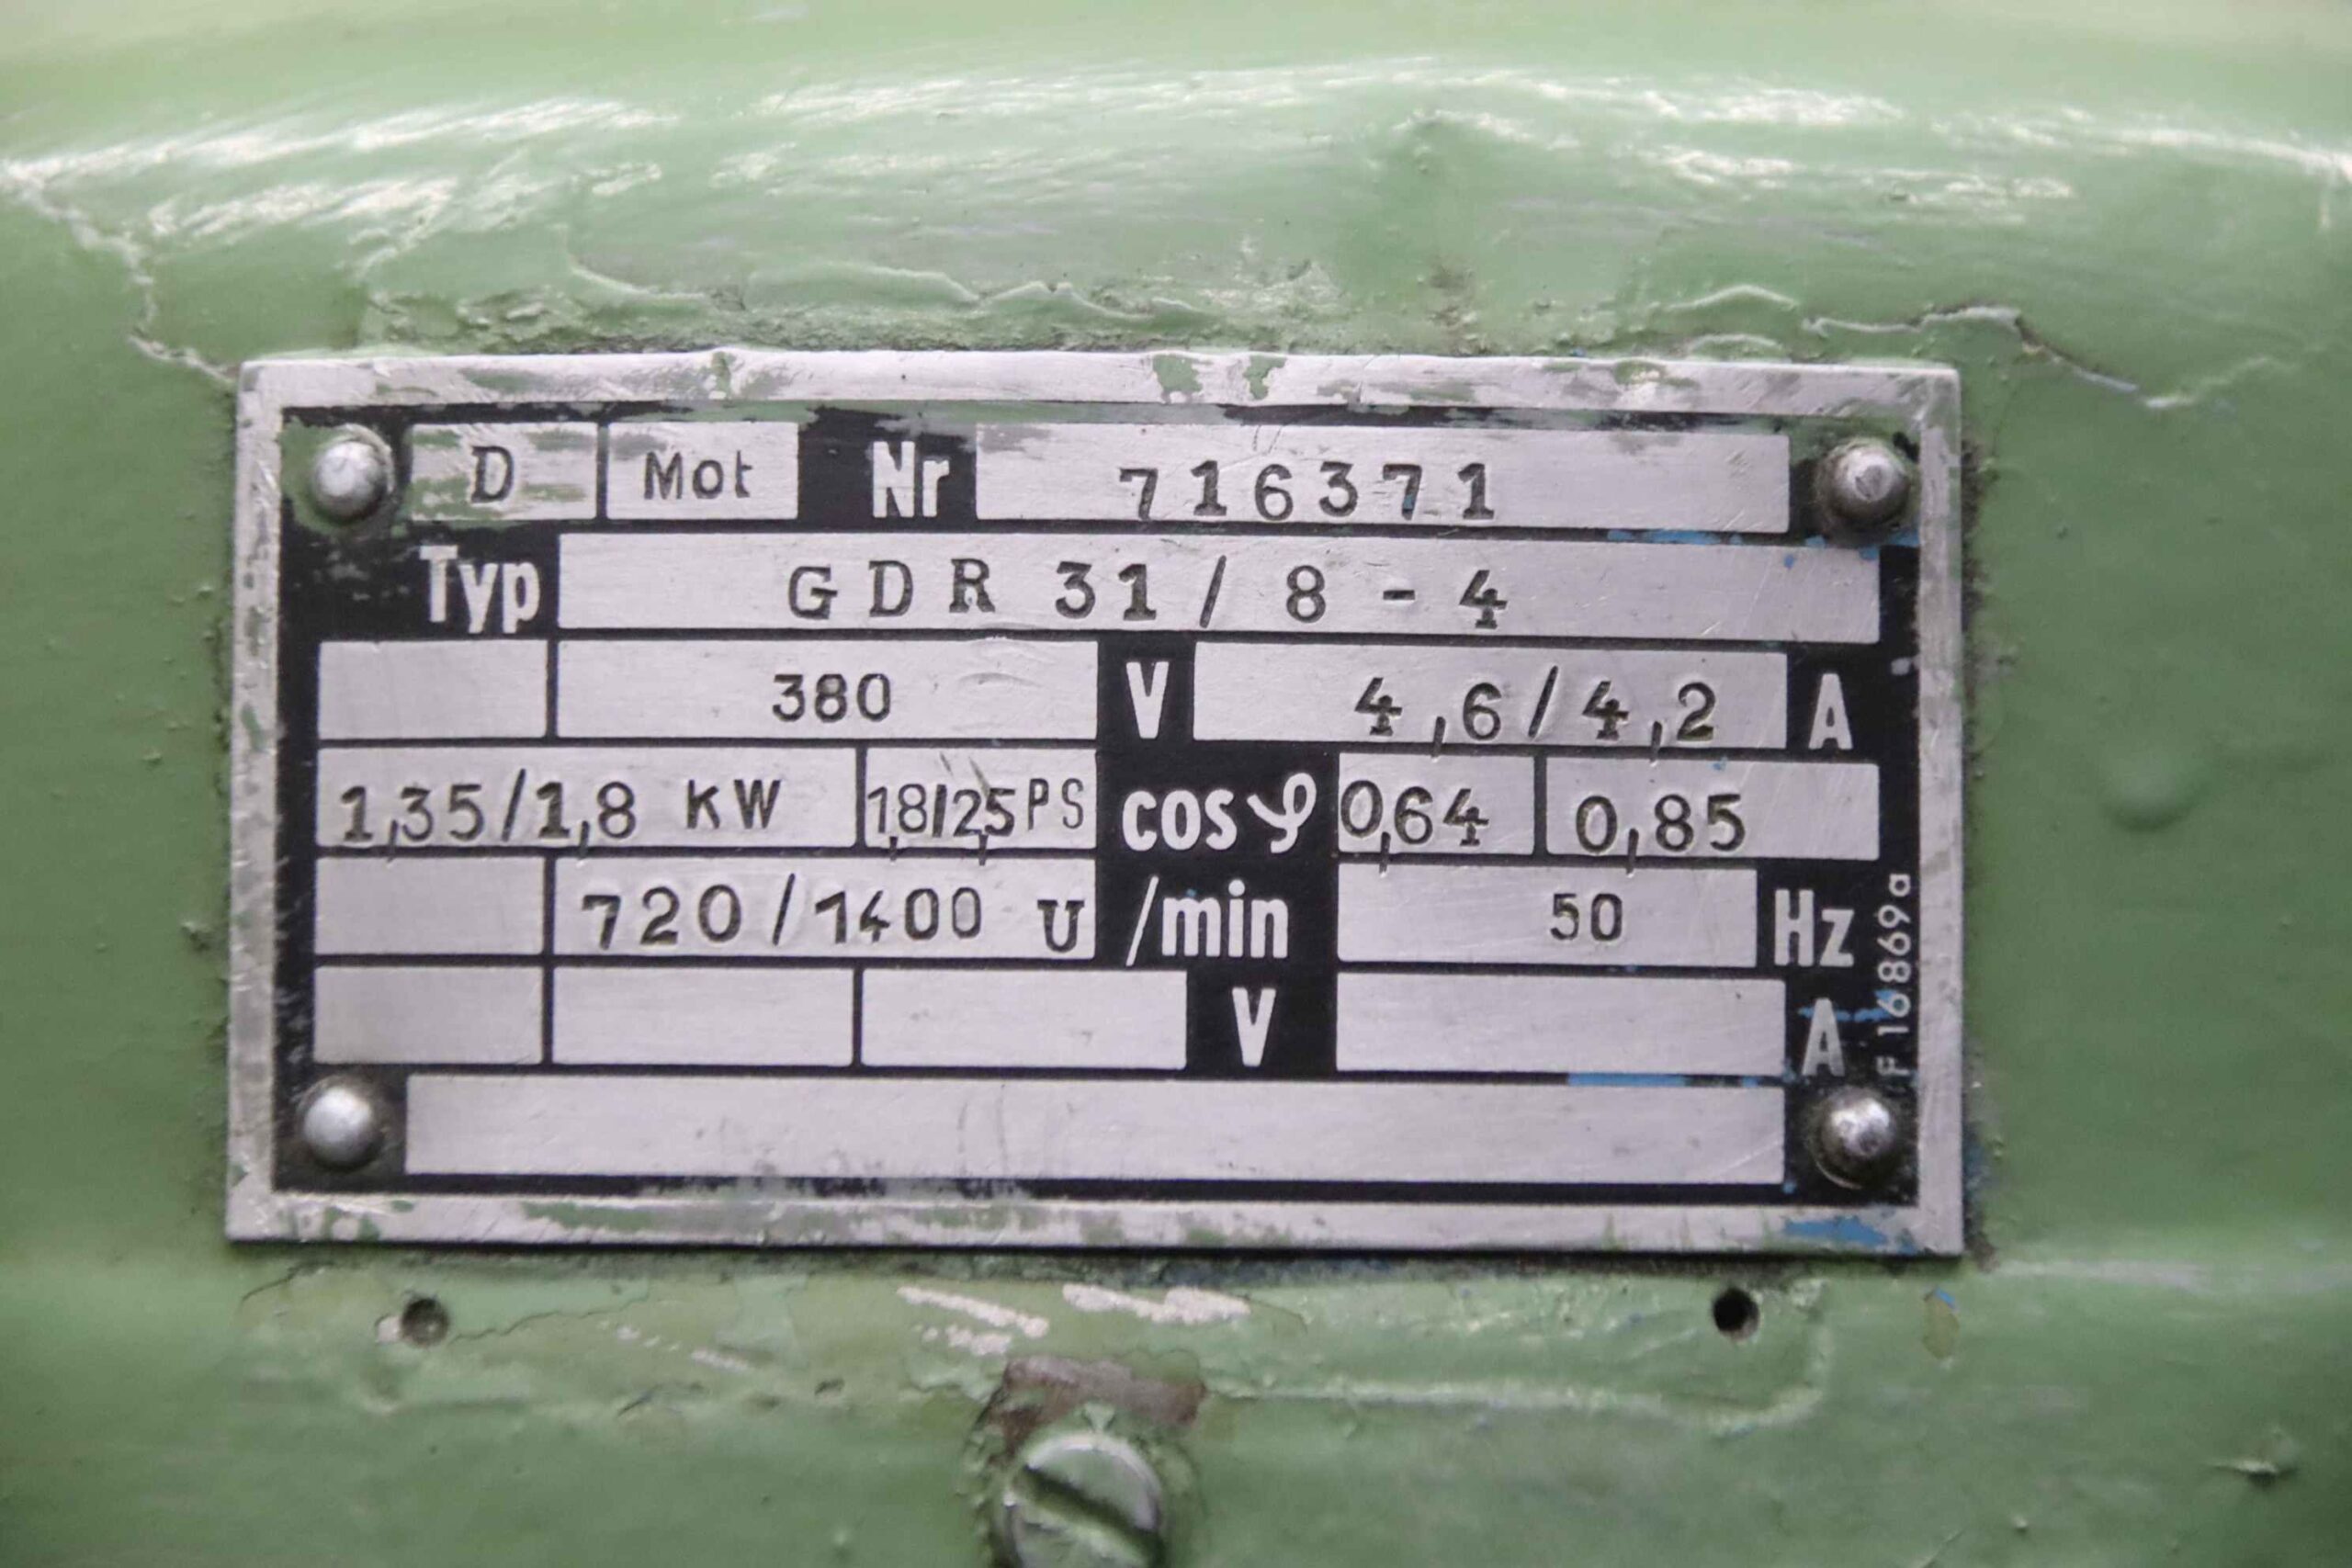 D Mot Nr 716371
Typ GDR 31 / 8 - 4
380 V 4,6/4,2 A
1,35/1,8 KW 1,8/2,5 PS cos φ 0,64 0,85
720/1400 U /min 50 Hz
V A
F 16869a